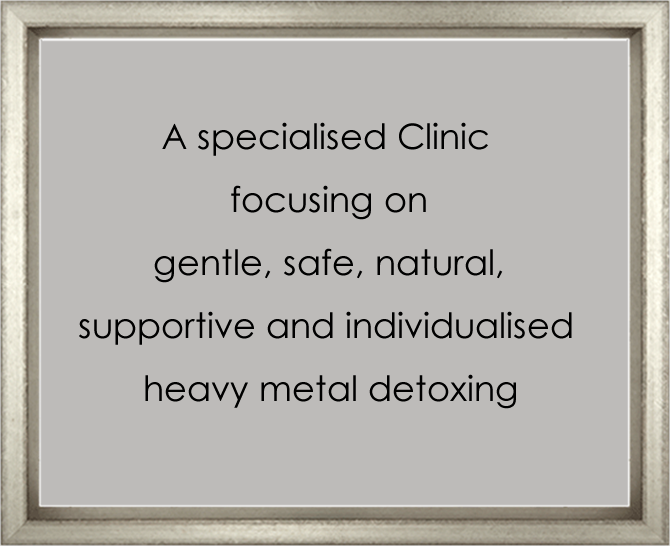 A specialised Clinic
focusing on
gentle, safe, natural,
supportive and individualised
heavy metal detoxing